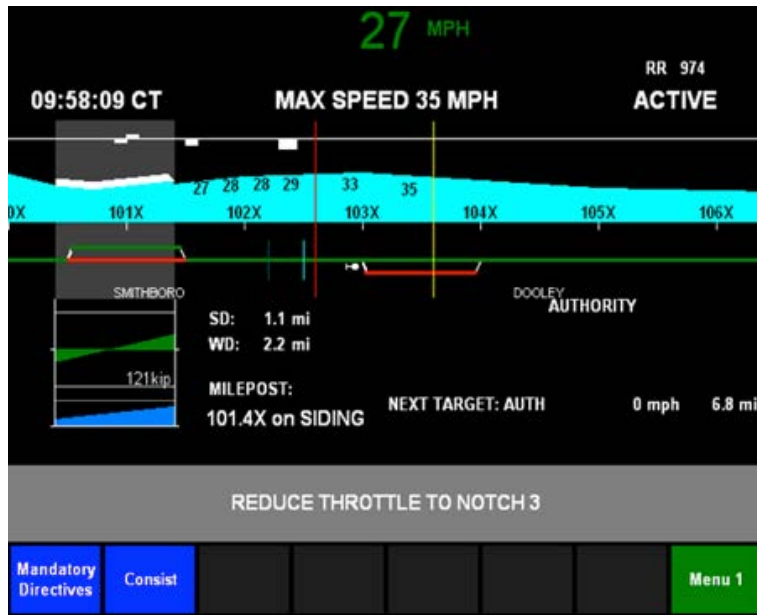 27 MPH
RR 974
09:58:09 CT
MAX SPEED 35 MPH
ACTIVE
27 28 28 29 33 35
0X 101X 102X 103X 104X 105X 106X
SMITHBORO
DOOLEY
AUTHORITY
SD: 1.1 mi
WD: 2.2 mi
121kip
MILEPOST:
101.4X on SIDING
NEXT TARGET: AUTH 0 mph 6.8 mi
REDUCE THROTTLE TO NOTCH 3
Mandatory
Directives
Consist
Menu 1